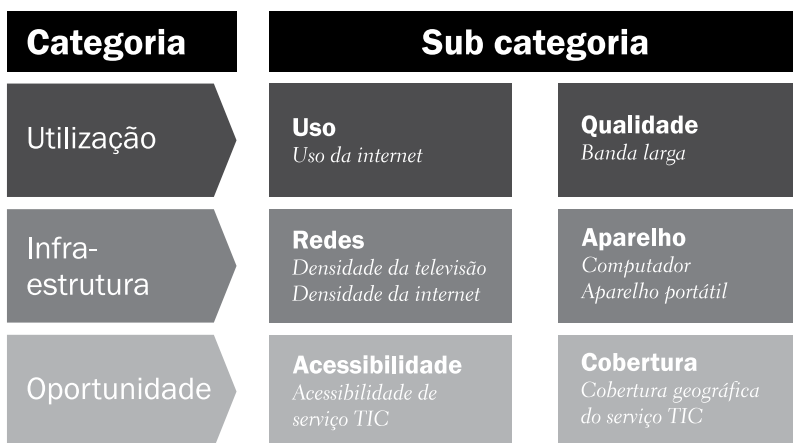 Categoria
Sub categoria
Utilização
Uso
Uso da internet
Qualidade
Banda larga
Infra-
estrutura
Redes
Densidade da televisão
Densidade da internet
Aparelho
Computador
Aparelho portátil
Oportunidade
Acessibilidade
Acessibilidade de
serviço TIC
Cobertura
Cobertura geográfica
do serviço TIC